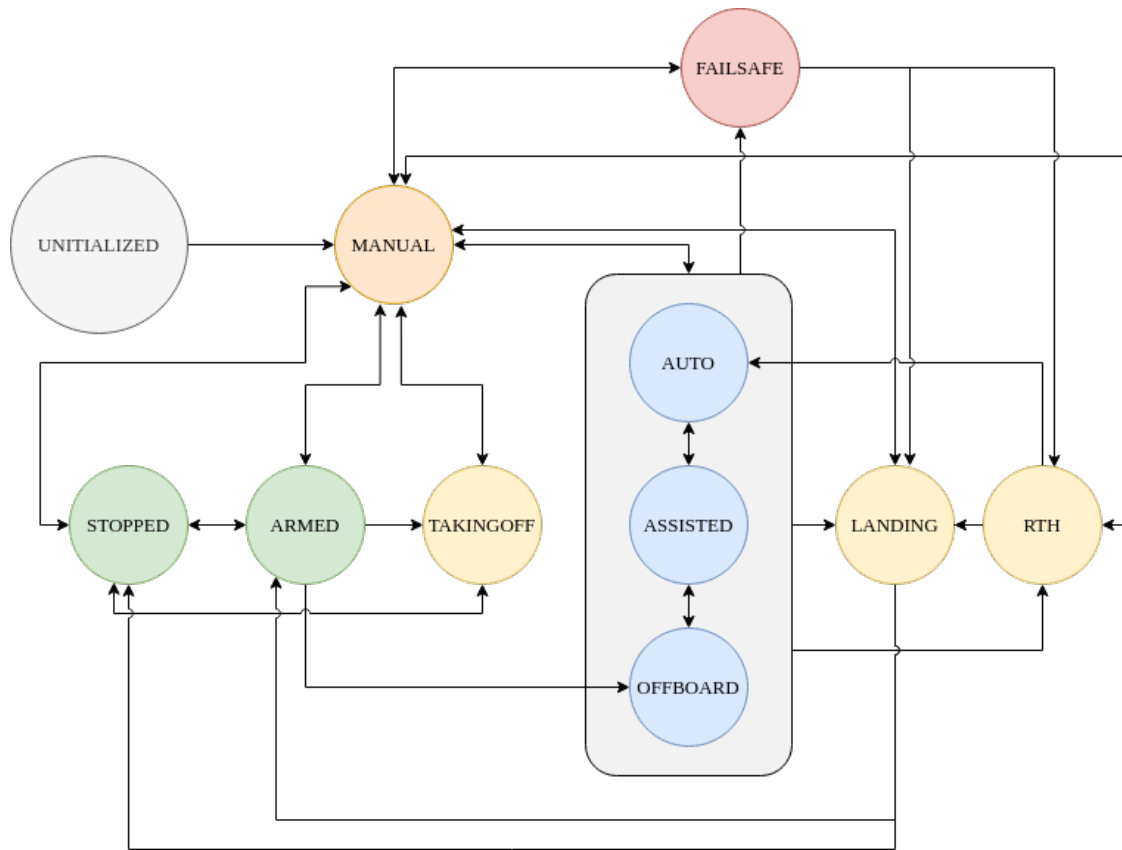 FAILSAFE
UNITIALIZED
MANUAL
AUTO
STOPPED
ARMED
TAKINGOFF
ASSISTED
LANDING
RTH
OFFBOARD